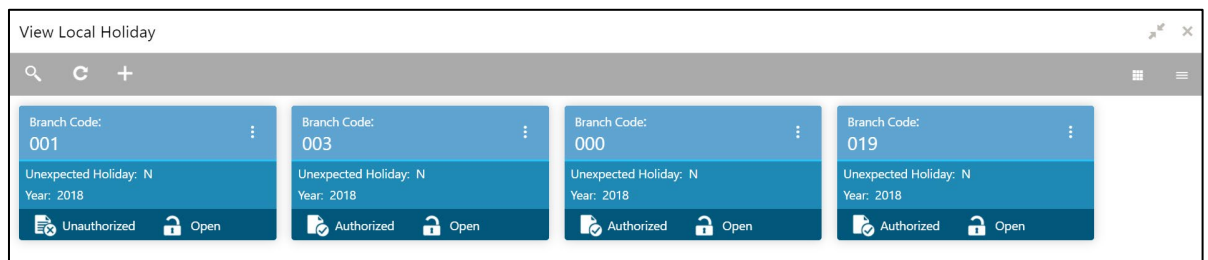 View Local Holiday
Branch Code:
001
Unexpected Holiday: N
Year: 2018
Unauthorized Open
Branch Code:
003
Unexpected Holiday: N
Year: 2018
Authorized Open
Branch Code:
000
Unexpected Holiday: N
Year: 2018
Authorized Open
Branch Code:
019
Unexpected Holiday: N
Year: 2018
Authorized Open